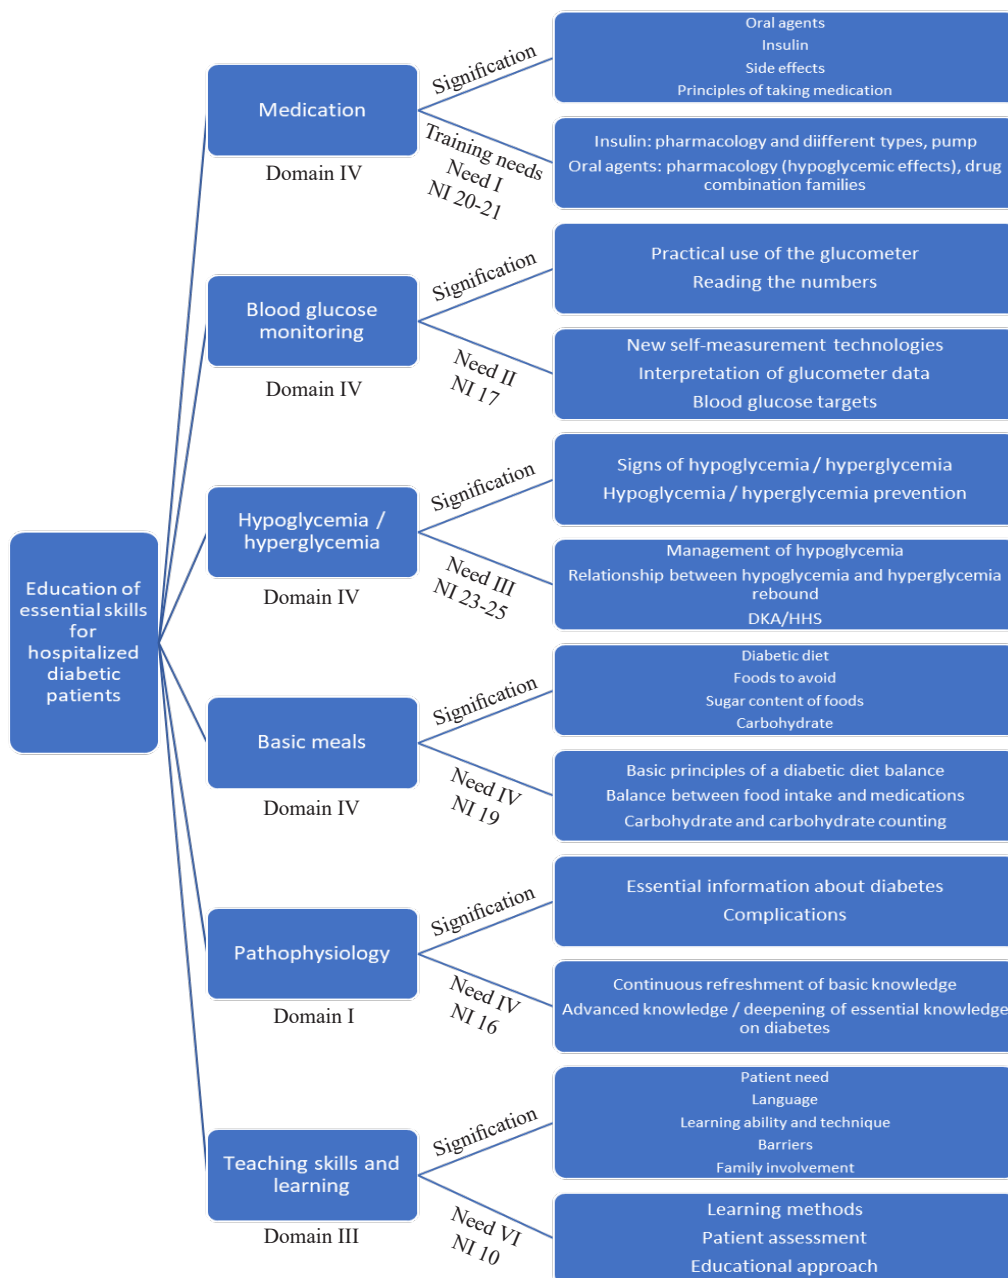 Education of
essential skills
for
hospitalized
diabetic
patients
Medication
Domain IV
Signification
Oral agents
Insulin
Side effects
Principles of taking medication
Training needs
Need I
NI 20-21
Insulin: pharmacology and diifferent types, pump
Oral agents: pharmacology (hypoglycemic effects), drug
combination families
Blood glucose
monitoring
Domain IV
Signification
Practical use of the glucometer
Reading the numbers
Need II
NI 17
New self-measurement technologies
Interpretation of glucometer data
Blood glucose targets
Hypoglycemia /
hyperglycemia
Domain IV
Signification
Signs of hypoglycemia / hyperglycemia
Hypoglycemia / hyperglycemia prevention
Need III
NI 23-25
Management of hypoglycemia
Relationship between hypoglycemia and hyperglycemia
rebound
DKA/HHS
Basic meals
Domain IV
Signification
Diabetic diet
Foods to avoid
Sugar content of foods
Carbohydrate
Need IV
NI 19
Basic principles of a diabetic diet balance
Balance between food intake and medications
Carbohydrate and carbohydrate counting
Pathophysiology
Domain I
Signification
Essential information about diabetes
Complications
Need IV
NI 16
Continuous refreshment of basic knowledge
Advanced knowledge / deepening of essential knowledge
on diabetes
Teaching skills and
learning
Domain III
Signification
Patient need
Language
Learning ability and technique
Barriers
Family involvement
Need VI
NI 10
Learning methods
Patient assessment
Educational approach